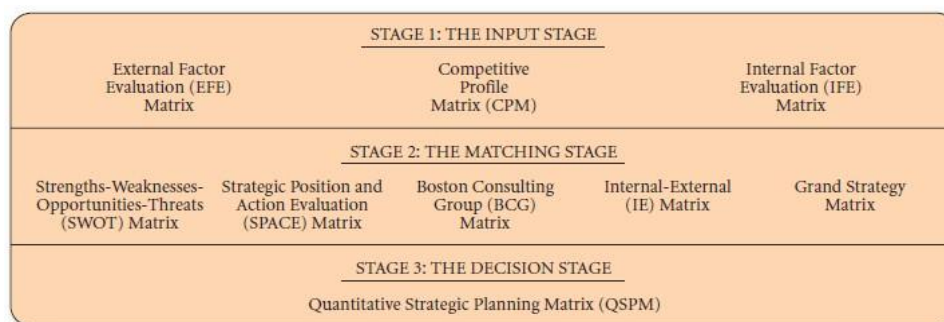 STAGE 1: THE INPUT STAGE
External Factor
Evaluation (EFE)
Matrix
Competitive
Profile
Matrix (CPM)
Internal Factor
Evaluation (IFE)
Matrix
STAGE 2: THE MATCHING STAGE
Strengths-Weaknesses-
Opportunities-Threats
(SWOT) Matrix
Strategic Position and
Action Evaluation
(SPACE) Matrix
Boston Consulting
Group (BCG)
Matrix
Internal-External
(IE) Matrix
Grand Strategy
Matrix
STAGE 3: THE DECISION STAGE
Quantitative Strategic Planning Matrix (QSPM)